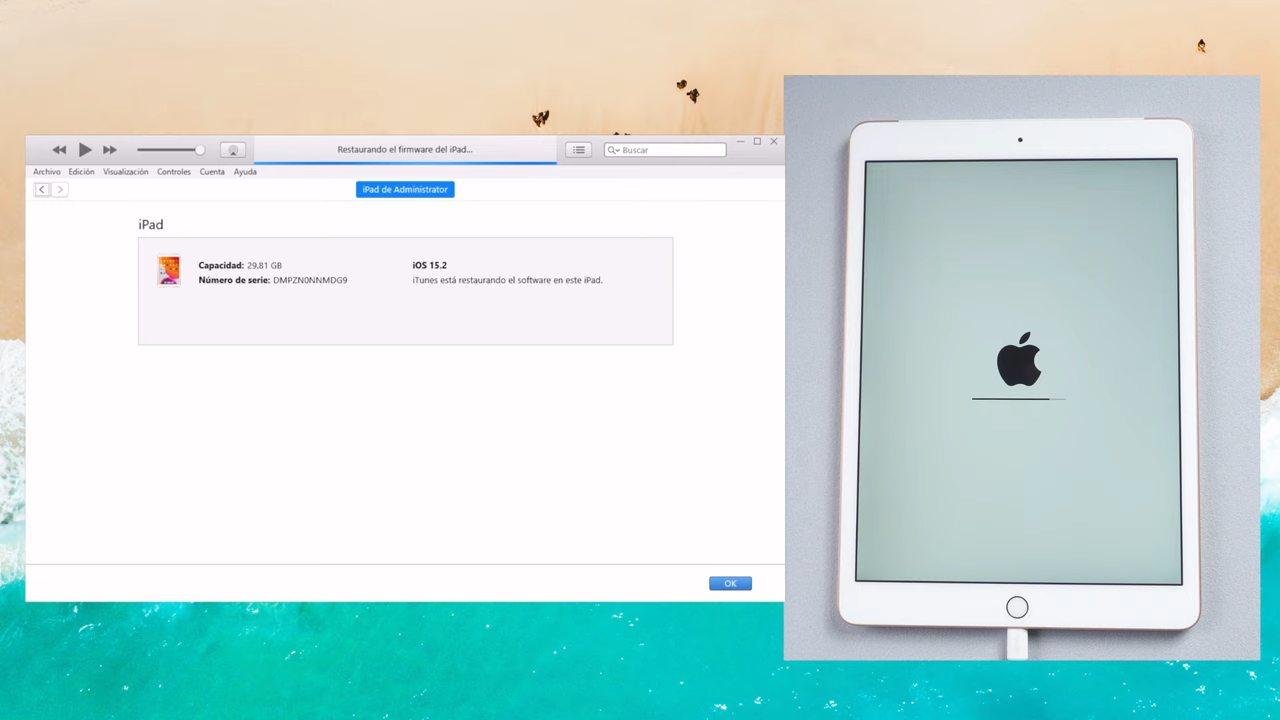 Restaurando el firmware del iPad...
Buscar
Archivo Edición Visualización Controles Cuenta Ayuda
iPad de Administrator
iPad
Capacidad: 29.81 GB
Número de serie: DMPZN0NNMDG9
iOS 15.2
iTunes está restaurando el software en este iPad.
OK